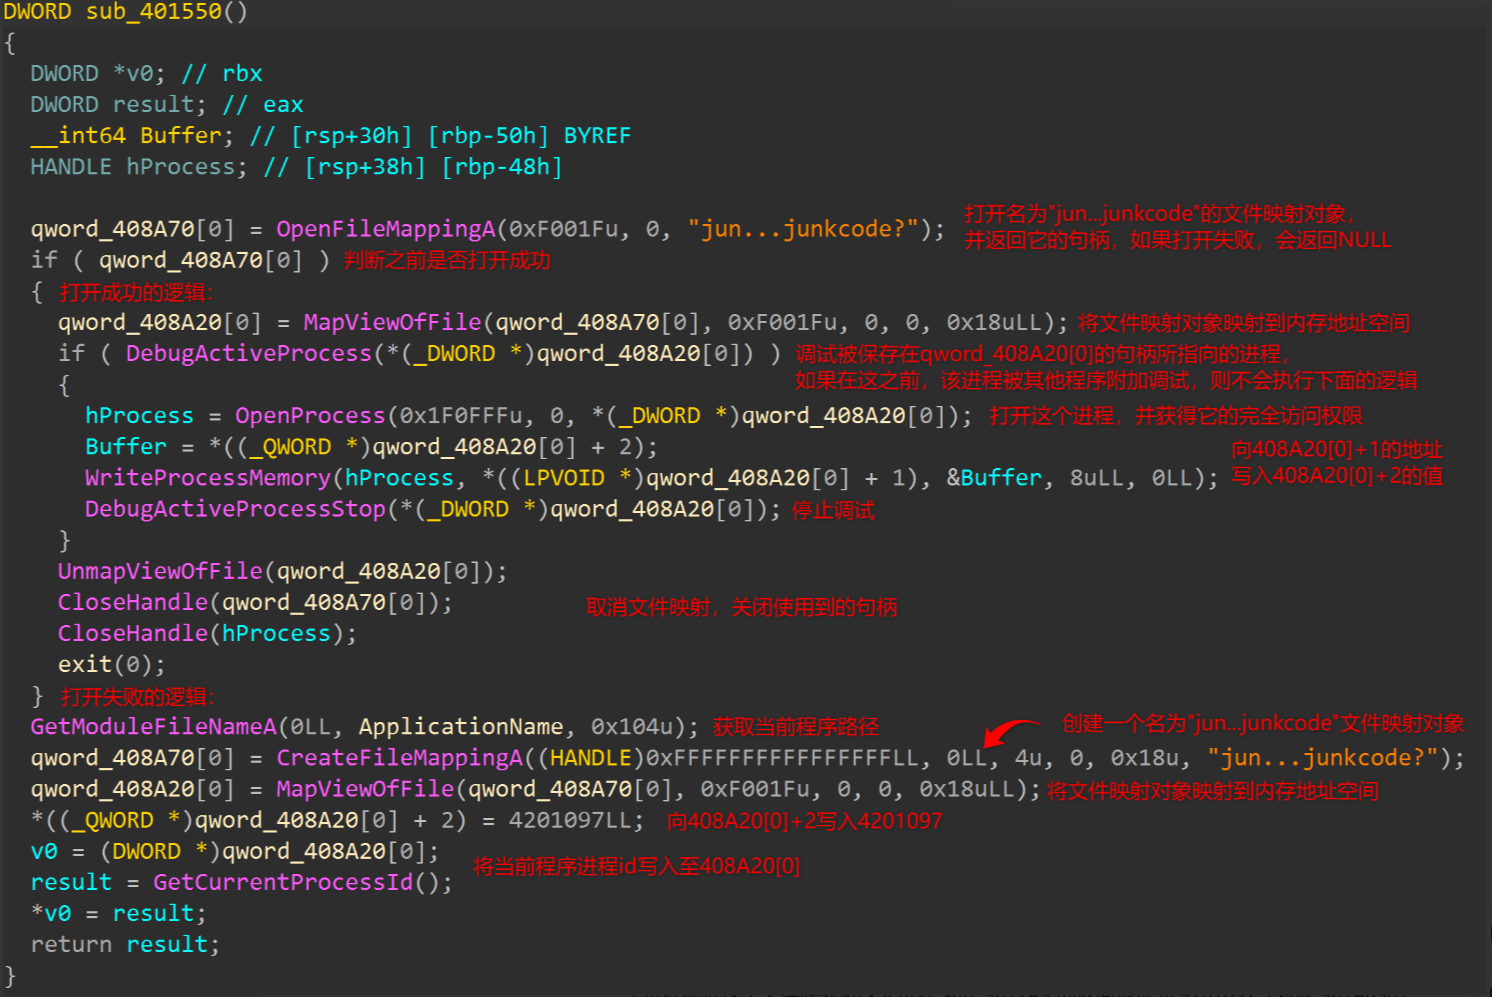 DWORD sub_401550()
{
DWORD *v0; // rbx
DWORD result; // eax
__int64 Buffer; // [rsp+30h] [rbp-50h] BYREF
HANDLE hProcess; // [rsp+38h] [rbp-48h]
qword_408A70[0] = OpenFileMappingA(0xF001Fu, 0, "jun...junkcode?"); 打开名为"jun...junkcode"的文件映射对象,
并返回它的句柄，如果打开失败，会返回NULL
if ( qword_408A70[0] ) 判断之前是否打开成功
{ 打开成功的逻辑:
qword_408A20[0] = MapViewOfFile(qword_408A70[0], 0xF001Fu, 0, 0, 0x18uLL); 将文件映射对象映射到内存地址空间
if ( DebugActiveProcess(*(_DWORD *)qword_408A20[0]) ) 调试被保存在qword_408A20[0]的句柄所指向的进程,
{ 如果在这之前，该进程被其他程序附加调试，则不会执行下面的逻辑
hProcess = OpenProcess(0x1F0FFFu, 0, *(_DWORD *)qword_408A20[0]); 打开这个进程，并获得它的完全访问权限
Buffer = *((_QWORD *)qword_408A20[0] + 2); 向408A20[0]+1的地址
WriteProcessMemory(hProcess, *((LPVOID *)qword_408A20[0] + 1), &Buffer, 8uLL, 0LL); 写入408A20[0]+2的值
DebugActiveProcessStop(*(_DWORD *)qword_408A20[0]); 停止调试
}
UnmapViewOfFile(qword_408A20[0]);
CloseHandle(qword_408A70[0]); 取消文件映射，关闭使用到的句柄
CloseHandle(hProcess);
exit(0);
} 打开失败的逻辑:
GetModuleFileNameA(0LL, ApplicationName, 0x104u); 获取当前程序路径 创建一个名为"jun...junkcode"文件映射对象
qword_408A70[0] = CreateFileMappingA((HANDLE)0xFFFFFFFFFFFFFFFFLL, 0LL, 4u, 0, 0x18u, "jun...junkcode?");
qword_408A20[0] = MapViewOfFile(qword_408A70[0], 0xF001Fu, 0, 0, 0x18uLL); 将文件映射对象映射到内存地址空间
*((_QWORD *)qword_408A20[0] + 2) = 4201097LL; 向408A20[0]+2写入4201097
v0 = (DWORD *)qword_408A20[0]; 将当前程序进程id写入至408A20[0]
result = GetCurrentProcessId();
*v0 = result;
return result;
}